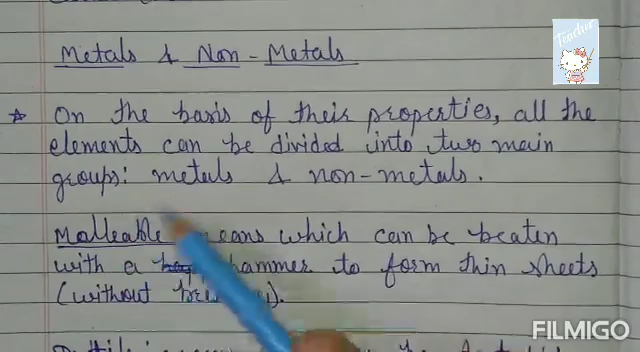 Teacher
Metals & Non-Metals
* On the basis of their properties, all the
elements can be divided into two main
groups: metals & non-metals.
Malleable means which can be beaten
with a hammer to form thin sheets
(without
FILMIGO